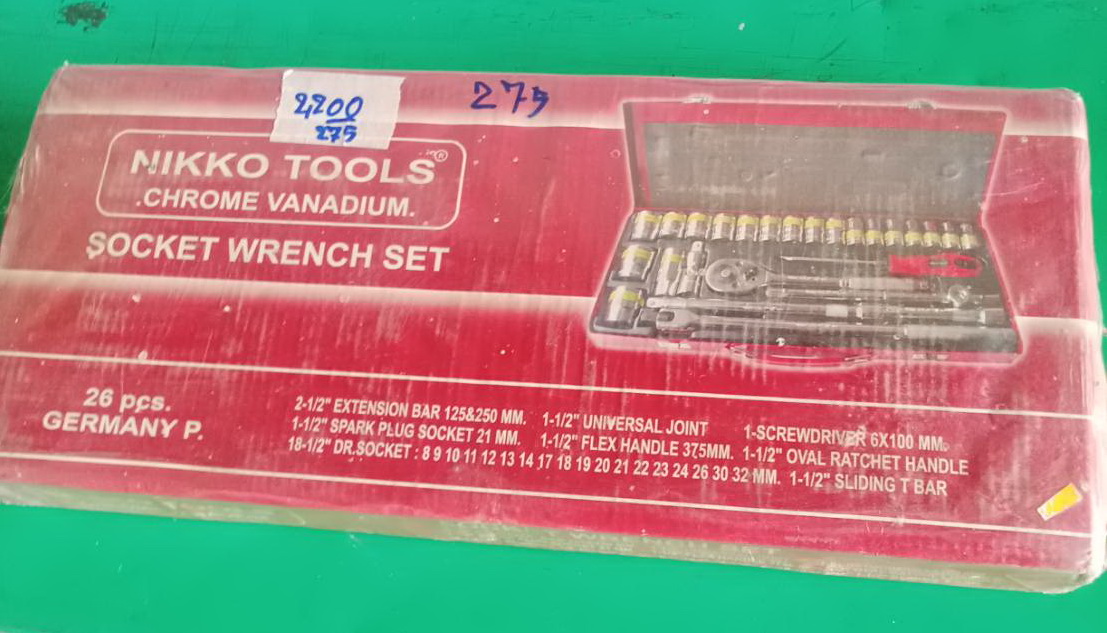 2200
275
275
NIKKO TOOLS®
.CHROME VANADIUM.
SOCKET WRENCH SET
26 pcs.
GERMANY P.
2-1/2" EXTENSION BAR 125&250 MM. 1-1/2" UNIVERSAL JOINT 1-SCREWDRIVER 6X100 MM.
1-1/2" SPARK PLUG SOCKET 21 MM. 1-1/2" FLEX HANDLE 375MM. 1-1/2" OVAL RATCHET HANDLE
18-1/2" DR.SOCKET : 8 9 10 11 12 13 14 17 18 19 20 21 22 23 24 26 30 32 MM. 1-1/2" SLIDING T BAR